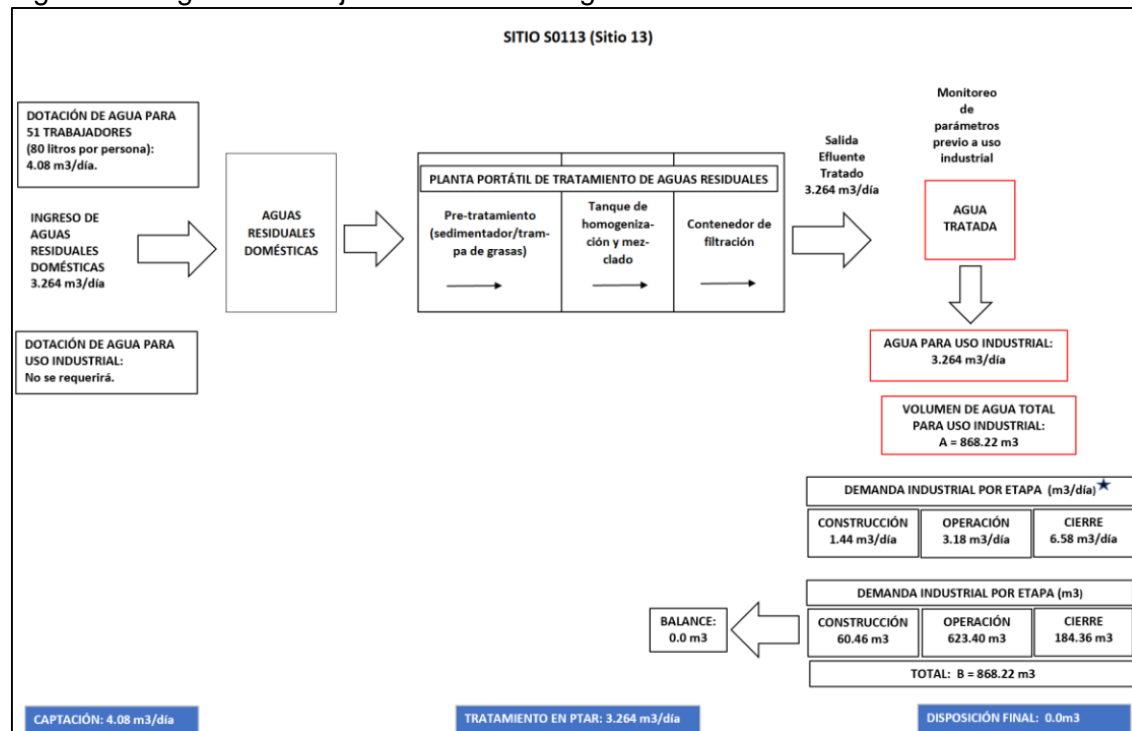 SITIO S0113 (Sitio 13)
DOTACIÓN DE AGUA PARA
51 TRABAJADORES
(80 litros por persona):
4.08 m3/día.
INGRESO DE
AGUAS
RESIDUALES
DOMÉSTICAS
3.264 m3/día
DOTACIÓN DE AGUA PARA
USO INDUSTRIAL:
No se requerirá.
AGUAS
RESIDUALES
DOMÉSTICAS
PLANTA PORTÁTIL DE TRATAMIENTO DE AGUAS RESIDUALES
Pre-tratamiento
(sedimentador/tram-
pa de grasas)
Tanque de
homogeniza-
ción y mez-
clado
Contenedor de
filtración
Salida
Efluente
Tratado
3.264 m3/día
Monitoreo
de
parámetros
previo a uso
industrial
AGUA
TRATADA
AGUA PARA USO INDUSTRIAL:
3.264 m3/día
VOLUMEN DE AGUA TOTAL
PARA USO INDUSTRIAL:
A = 868.22 m3
DEMANDA INDUSTRIAL POR ETAPA (m3/día)★
CONSTRUCCIÓN
1.44 m3/día
OPERACIÓN
3.18 m3/día
CIERRE
6.58 m3/día
DEMANDA INDUSTRIAL POR ETAPA (m3)
CONSTRUCCIÓN
60.46 m3
OPERACIÓN
623.40 m3
CIERRE
184.36 m3
TOTAL: B = 868.22 m3
BALANCE:
0.0 m3
CAPTACIÓN: 4.08 m3/día
TRATAMIENTO EN PTAR: 3.264 m3/día
DISPOSICIÓN FINAL: 0.0m3